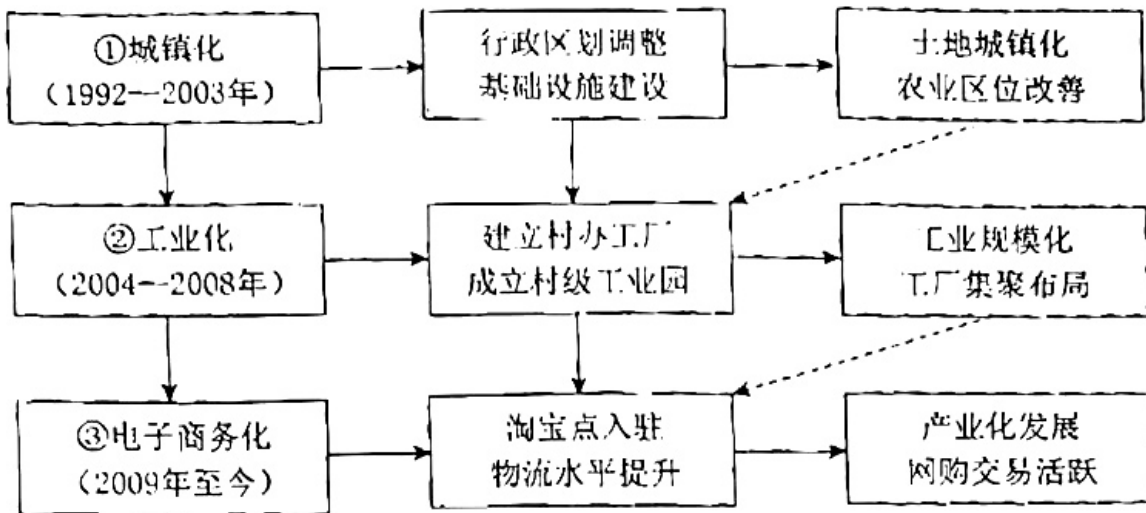 ①城镇化
（1992—2003年）
行政区划调整
基础设施建设
土地城镇化
农业区位改善
②工业化
（2004—2008年）
建立村办工厂
成立村级工业园
工业规模化
工厂集聚布局
③电子商务化
（2009年至今）
淘宝点入驻
物流水平提升
产业化发展
网购交易活跃